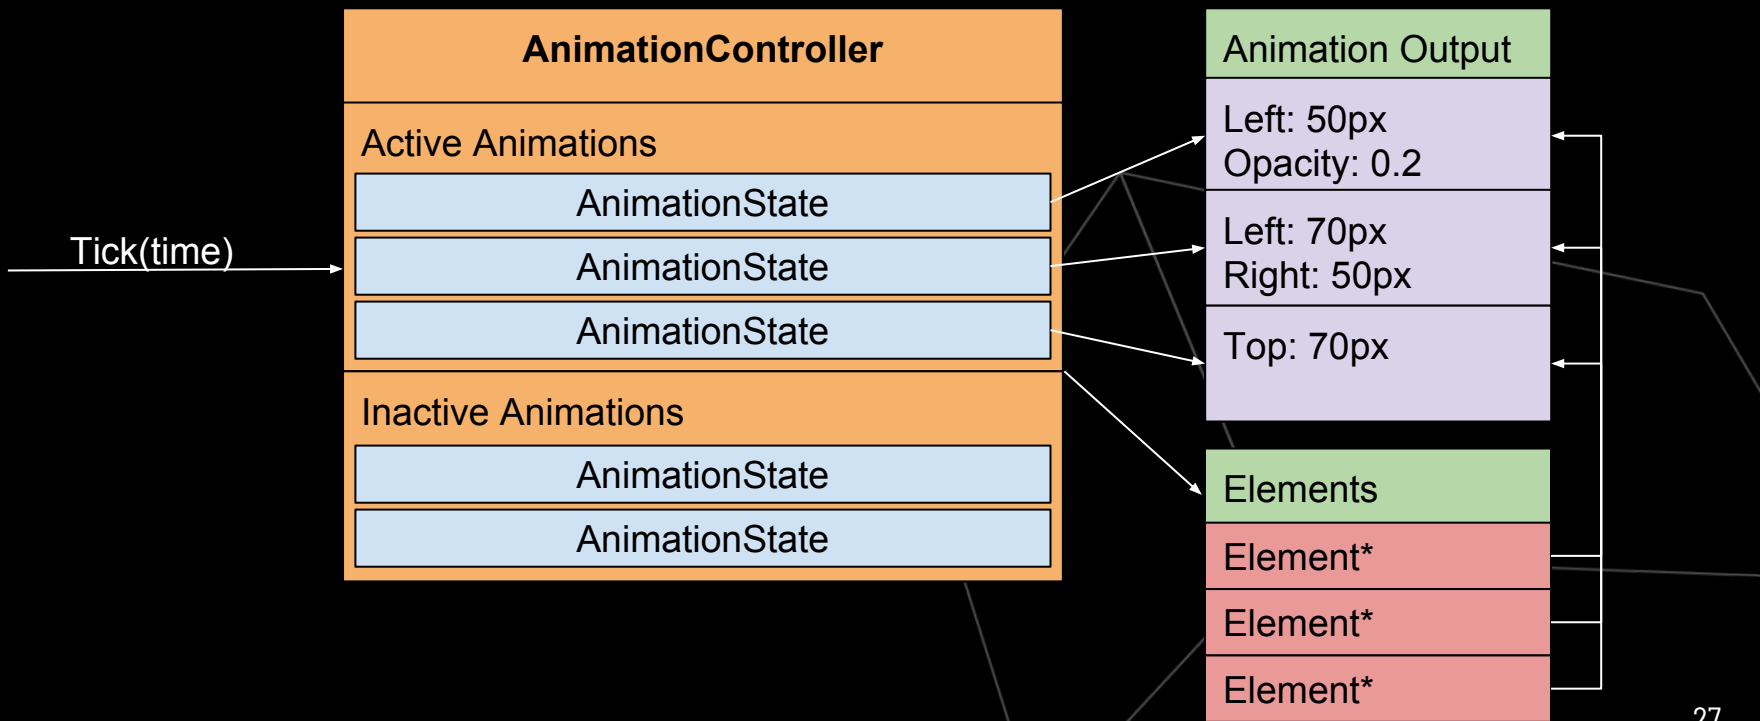 Tick(time)
AnimationController
Active Animations
AnimationState
AnimationState
AnimationState
Inactive Animations
AnimationState
AnimationState
Animation Output
Left: 50px
Opacity: 0.2
Left: 70px
Right: 50px
Top: 70px
Elements
Element*
Element*
Element*
27